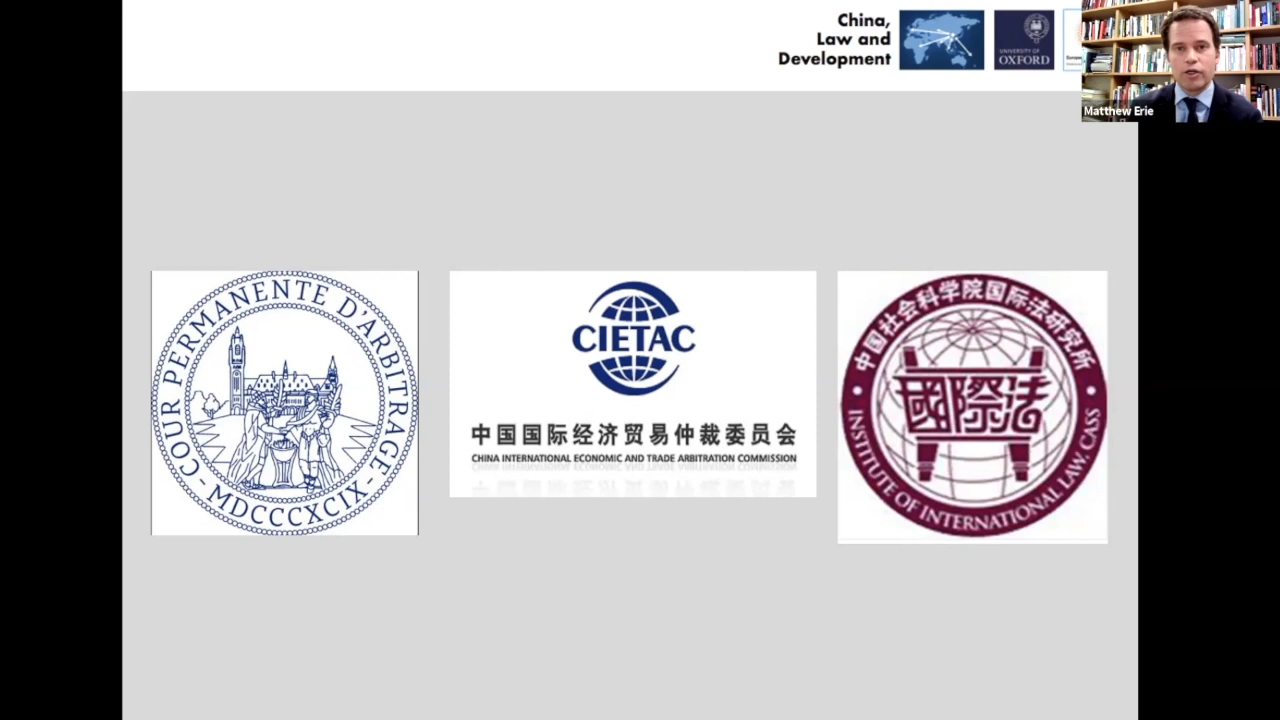 China,
Law and
Development
UNIVERSITY OF
OXFORD
Matthew Erie
COUR PERMANENTE D'ARBITRAGE
- MDCCCXCIX -
CIETAC
中国国际经济贸易仲裁委员会
CHINA INTERNATIONAL ECONOMIC AND TRADE ARBITRATION COMMISSION
中国社会科学院国际法研究所
國際法
INSTITUTE OF INTERNATIONAL LAW, CASS